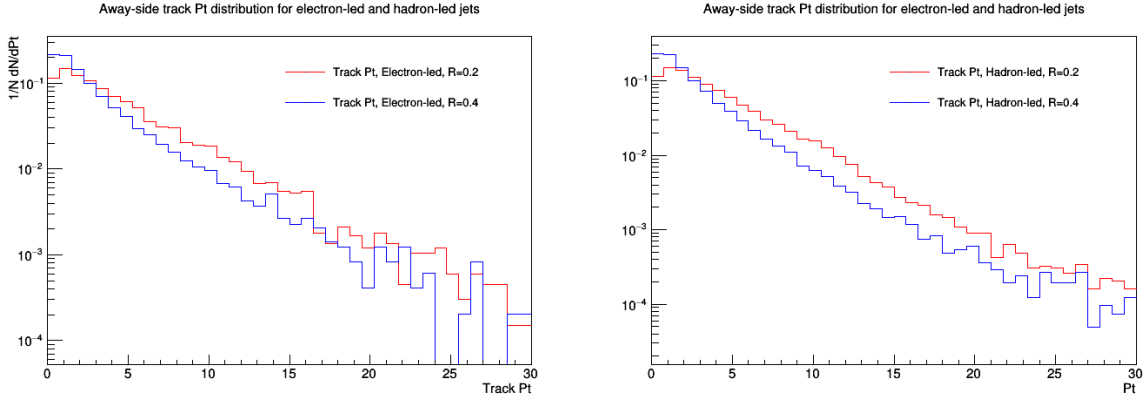 Away-side track Pt distribution for electron-led and hadron-led jets
1/N dN/dPt
10⁻¹
10⁻²
10⁻³
10⁻⁴
Track Pt, Electron-led, R=0.2
Track Pt, Electron-led, R=0.4
0 5 10 15 20 25 30
Track Pt
Away-side track Pt distribution for electron-led and hadron-led jets
10⁻¹
10⁻²
10⁻³
10⁻⁴
Track Pt, Hadron-led, R=0.2
Track Pt, Hadron-led, R=0.4
0 5 10 15 20 25 30
Pt